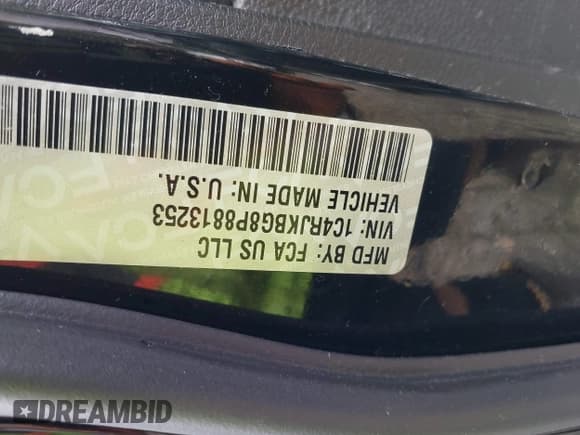 MFD BY: FCA US LLC
VIN: 1C4RJKBG8P8813253
VEHICLE MADE IN: U.S.A.
DREAMBID